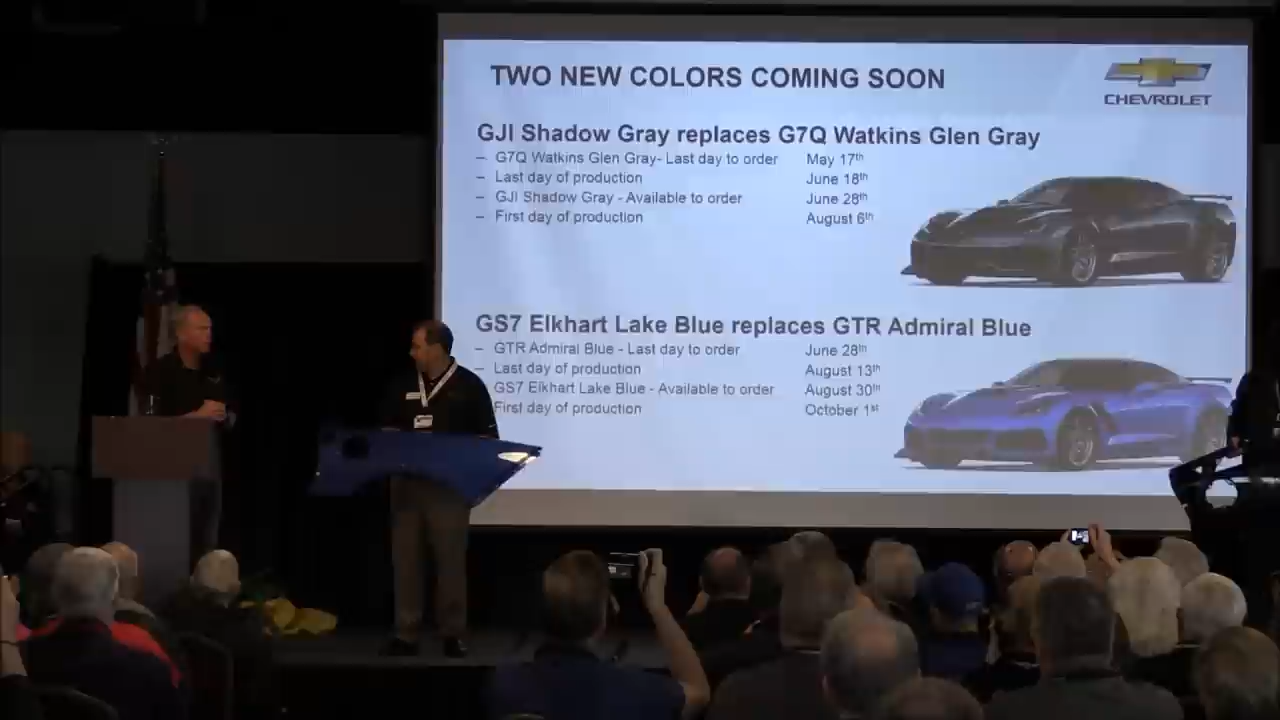 TWO NEW COLORS COMING SOON
CHEVROLET
GJI Shadow Gray replaces G7Q Watkins Glen Gray
– G7Q Watkins Glen Gray- Last day to order May 17th
– Last day of production June 18th
– GJI Shadow Gray - Available to order June 28th
– First day of production August 6th
GS7 Elkhart Lake Blue replaces GTR Admiral Blue
– GTR Admiral Blue - Last day to order June 28th
– Last day of production August 13th
GS7 Elkhart Lake Blue - Available to order August 30th
First day of production October 1st